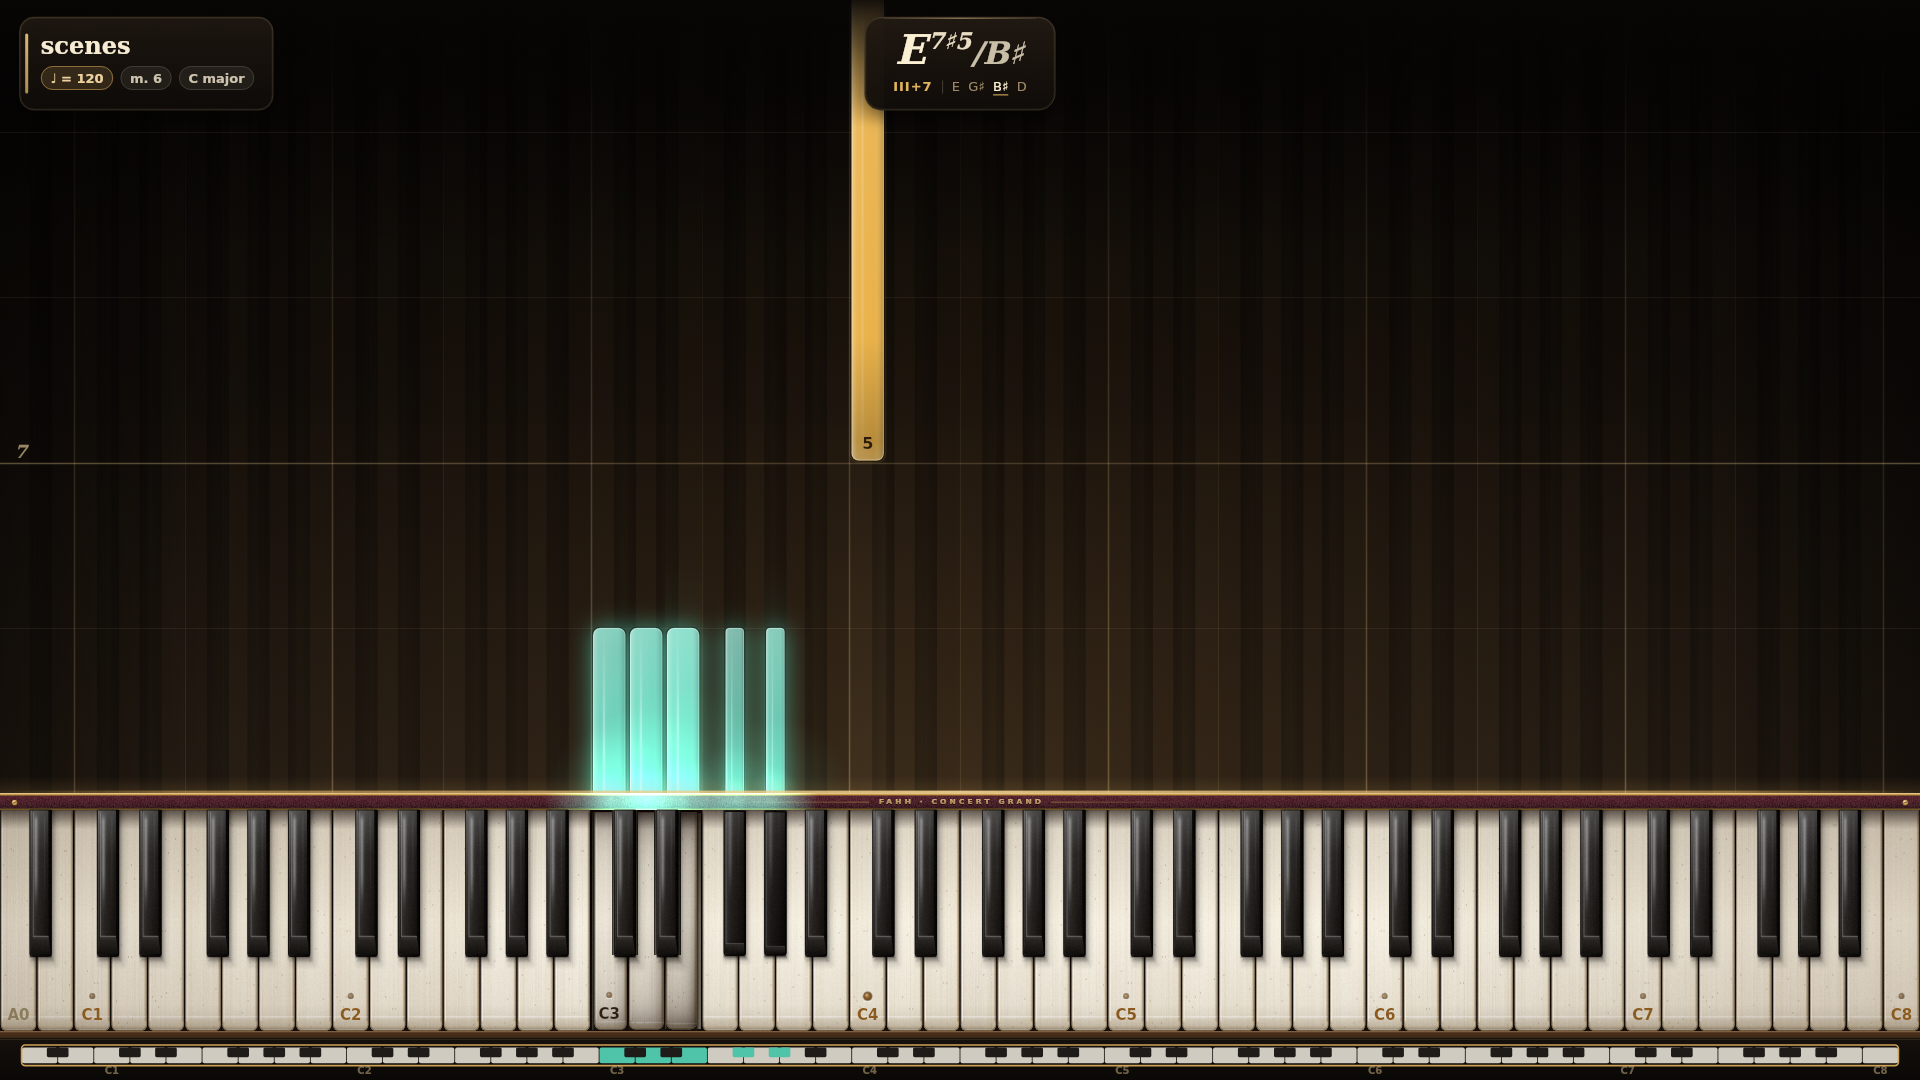 scenes
♩ = 120
m. 6
C major
E7♯5/B♯
III+7
E G♯ B♯ D
5
7
FAHH · CONCERT GRAND
A0
C1
C2
C3
C4
C5
C6
C7
C8
C1
C2
C3
C4
C5
C6
C7
C8